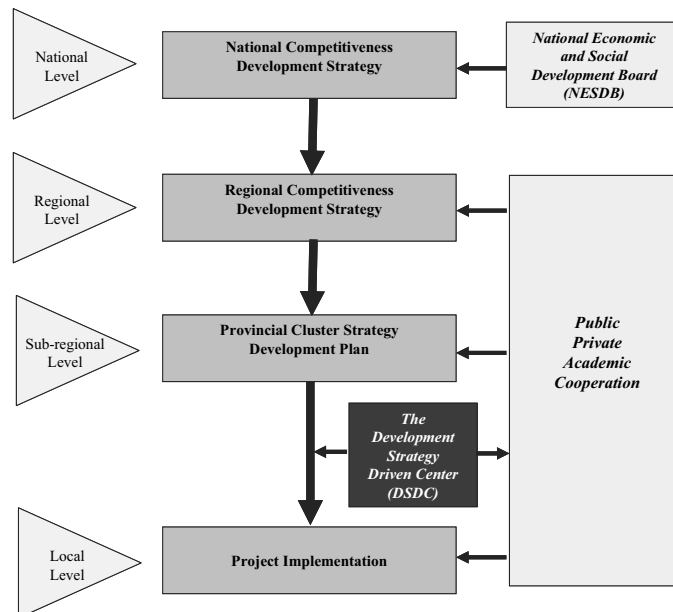 National
Level
National Competitiveness
Development Strategy
National Economic
and Social
Development Board
(NESDB)
Regional
Level
Regional Competitiveness
Development Strategy
Sub-regional
Level
Provincial Cluster Strategy
Development Plan
Public
Private
Academic
Cooperation
The
Development
Strategy
Driven Center
(DSDC)
Local
Level
Project Implementation